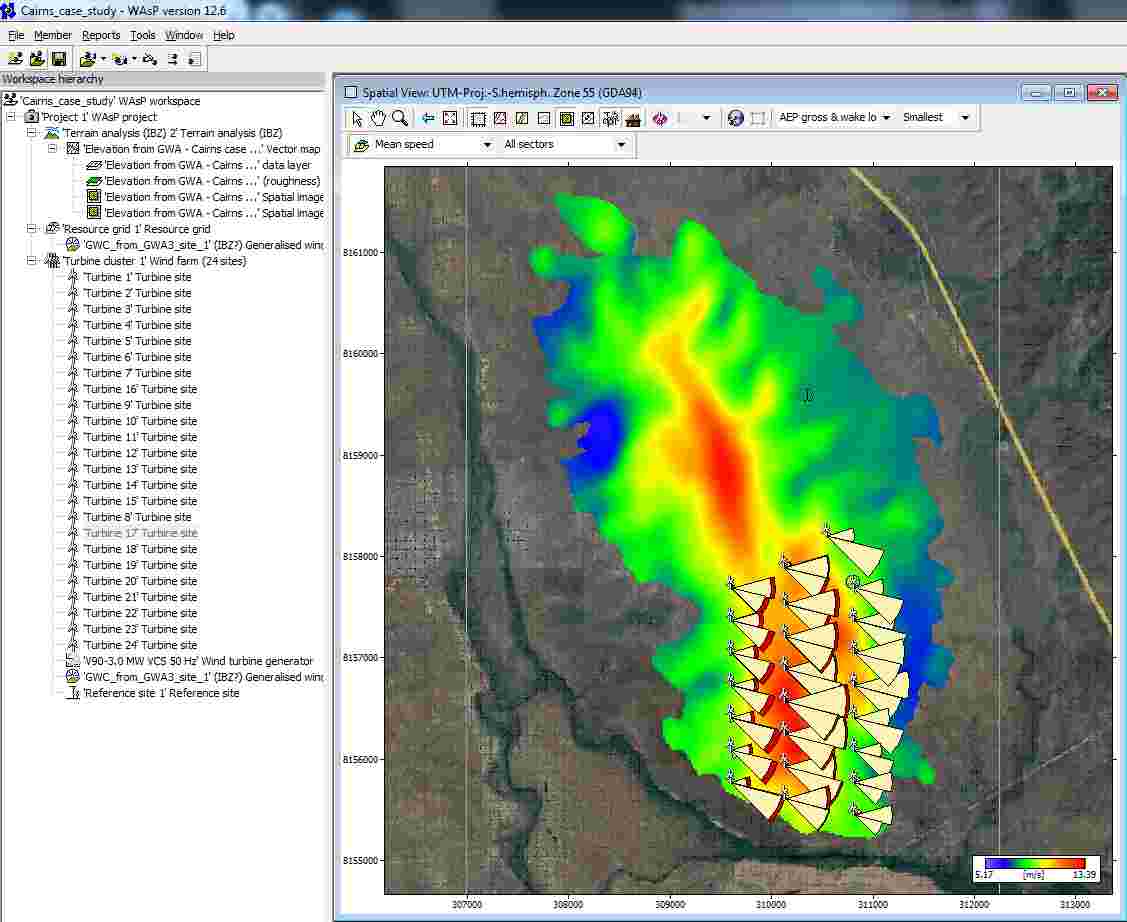 Cairns_case_study - WAsP version 12.6
File Member Reports Tools Window Help
Workspace hierarchy
'Cairns_case_study' WAsP workspace
'Project 1' WAsP project
'Terrain analysis (IBZ) 2' Terrain analysis (IBZ)
'Elevation from GWA - Cairns case ...' Vector map
'Elevation from GWA - Cairns ...' data layer
'Elevation from GWA - Cairns ...' (roughness)
'Elevation from GWA - Cairns ...' Spatial image
'Elevation from GWA - Cairns ...' Spatial image
'Resource grid 1' Resource grid
'GWC_from_GWA3_site_1' (IBZ?) Generalised wind
'Turbine cluster 1' Wind farm (24 sites)
'Turbine 1' Turbine site
'Turbine 2' Turbine site
'Turbine 3' Turbine site
'Turbine 4' Turbine site
'Turbine 5' Turbine site
'Turbine 6' Turbine site
'Turbine 7' Turbine site
'Turbine 16' Turbine site
'Turbine 9' Turbine site
'Turbine 10' Turbine site
'Turbine 11' Turbine site
'Turbine 12' Turbine site
'Turbine 13' Turbine site
'Turbine 14' Turbine site
'Turbine 15' Turbine site
'Turbine 8' Turbine site
'Turbine 17' Turbine site
'Turbine 18' Turbine site
'Turbine 19' Turbine site
'Turbine 20' Turbine site
'Turbine 21' Turbine site
'Turbine 22' Turbine site
'Turbine 23' Turbine site
'Turbine 24' Turbine site
'V90-3.0 MW VCS 50 Hz' Wind turbine generator
'GWC_from_GWA3_site_1' (IBZ?) Generalised wind
'Reference site 1' Reference site
Spatial View: UTM-Proj.-S.hemisph. Zone 55 (GDA94)
AEP gross & wake lo Smallest
Mean speed All sectors
8161000
8160000
8159000
8158000
8157000
8156000
8155000
5.17 [m/s] 13.39
307000 308000 309000 310000 311000 312000 313000